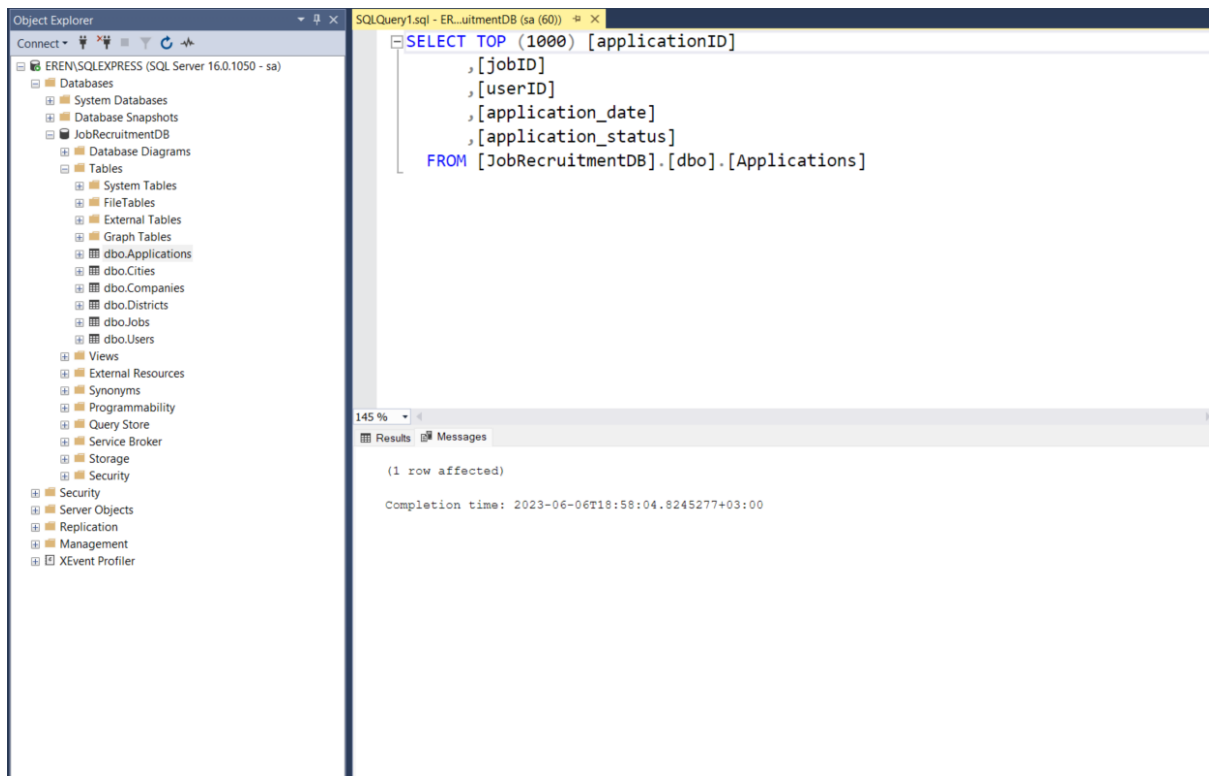 Object Explorer
Connect
EREN\SQLEXPRESS (SQL Server 16.0.1050 - sa)
Databases
System Databases
Database Snapshots
JobRecruitmentDB
Database Diagrams
Tables
System Tables
FileTables
External Tables
Graph Tables
dbo.Applications
dbo.Cities
dbo.Companies
dbo.Districts
dbo.Jobs
dbo.Users
Views
External Resources
Synonyms
Programmability
Query Store
Service Broker
Storage
Security
Security
Server Objects
Replication
Management
XEvent Profiler
SQLQuery1.sql - ER...uitmentDB (sa (60))
SELECT TOP (1000) [applicationID]
,[jobID]
,[userID]
,[application_date]
,[application_status]
FROM [JobRecruitmentDB].[dbo].[Applications]
145 %
Results Messages
(1 row affected)
Completion time: 2023-06-06T18:58:04.8245277+03:00